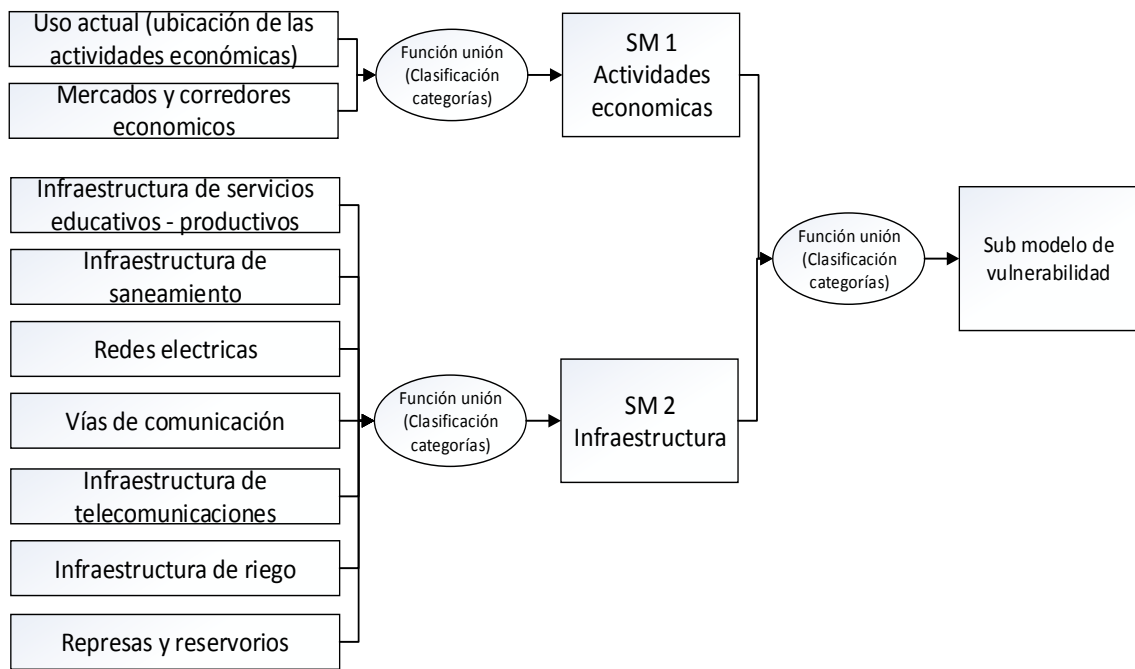 Uso actual (ubicación de las
actividades económicas)
Mercados y corredores
economicos
Función unión
(Clasificación
categorías)
SM 1
Actividades
economicas
Infraestructura de servicios
educativos - productivos
Infraestructura de
saneamiento
Redes electricas
Vías de comunicación
Infraestructura de
telecomunicaciones
Infraestructura de riego
Represas y reservorios
Función unión
(Clasificación
categorías)
SM 2
Infraestructura
Función unión
(Clasificación
categorías)
Sub modelo de
vulnerabilidad